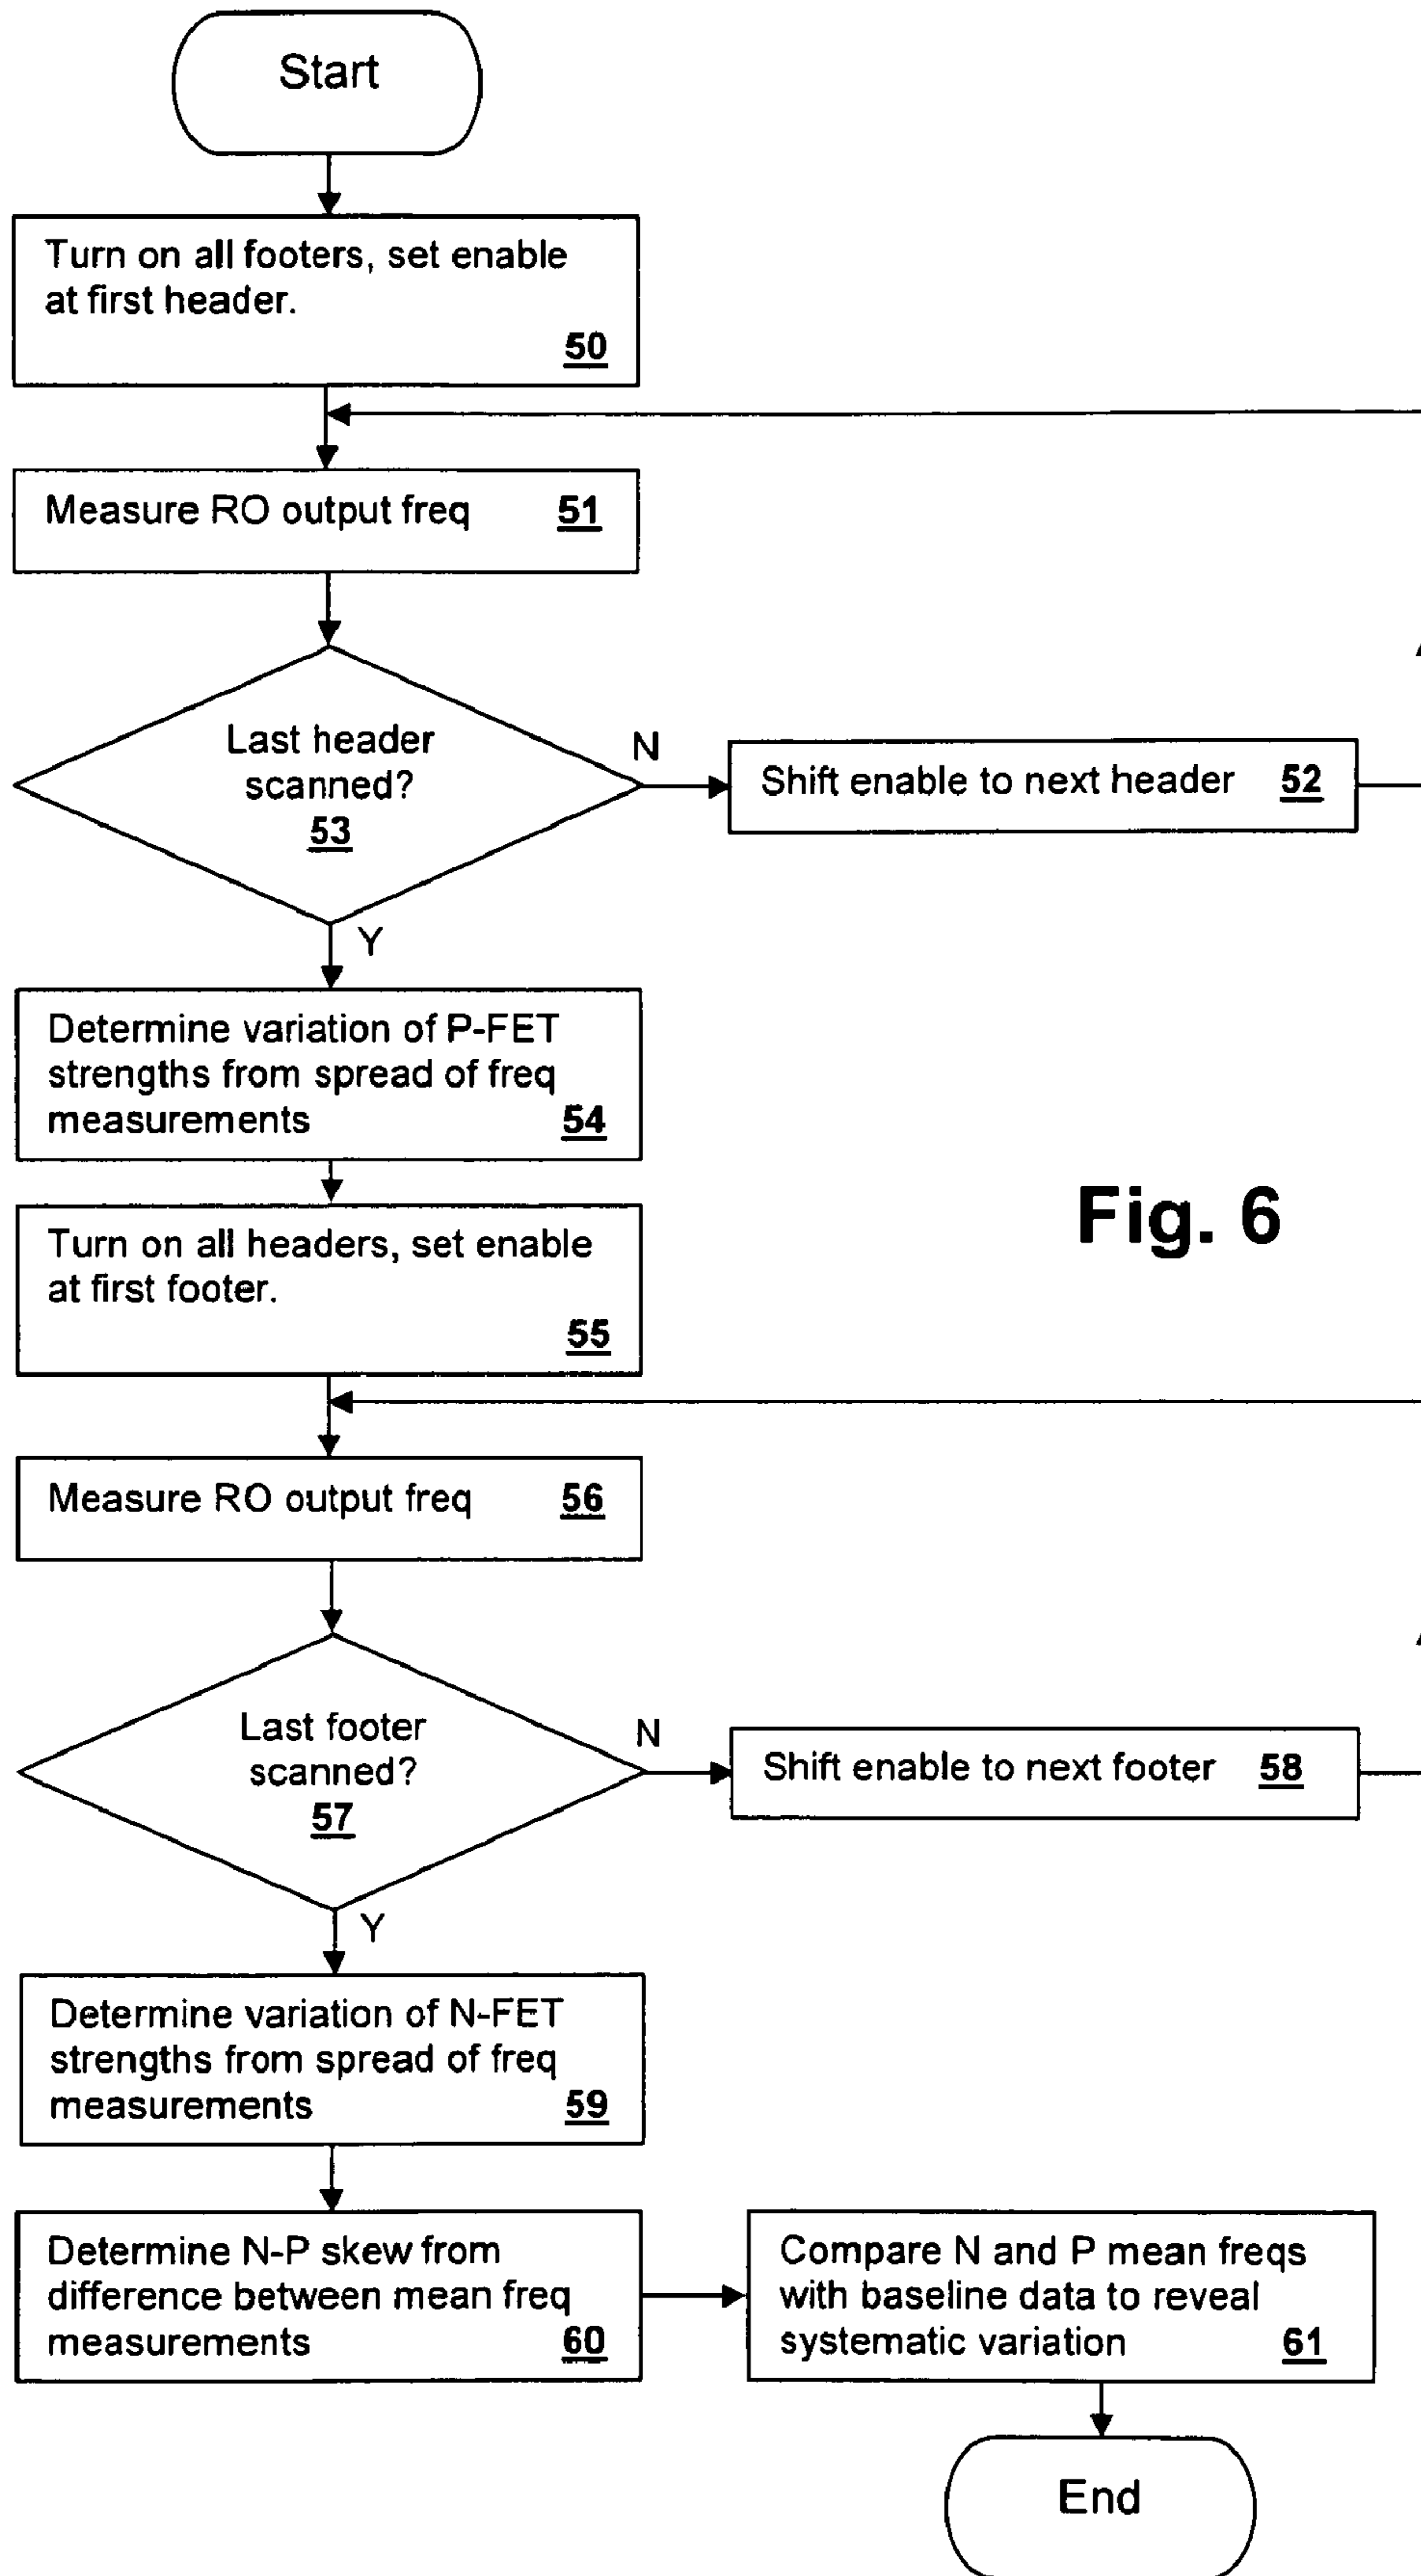 Start
Turn on all footers, set enable
at first header.
50
Measure RO output freq 51
Last header
scanned?
53
N
Shift enable to next header 52
Y
Determine variation of P-FET
strengths from spread of freq
measurements 54
Turn on all headers, set enable
at first footer.
55
Fig. 6
Measure RO output freq 56
Last footer
scanned?
57
N
Shift enable to next footer 58
Y
Determine variation of N-FET
strengths from spread of freq
measurements 59
Determine N-P skew from
difference between mean freq
measurements 60
Compare N and P mean freqs
with baseline data to reveal
systematic variation 61
End